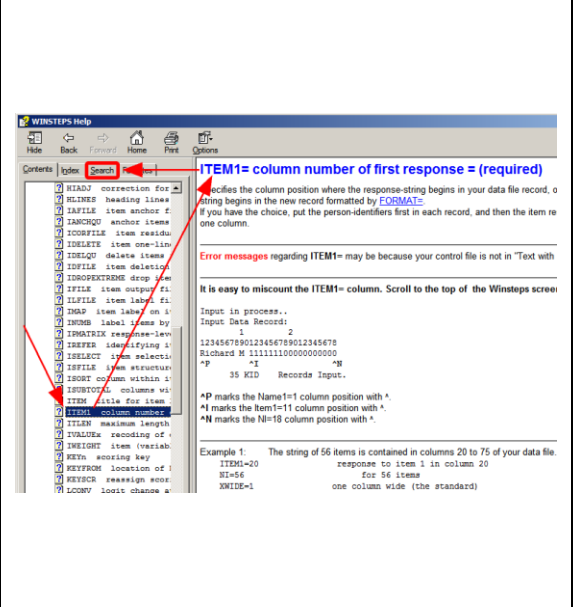 WINSTEPS Help
Hide Back Forward Home Print Options
Contents Index Search
HIADJ correction for
HLINES heading lines
IAFILE item anchor f
IANCHQU anchor items
ICORFILE item residu
IDELETE item one-lin
IDELQU delete items
IDFILE item deletion
IDROPEXTREME drop item
IFILE item output fi
ILFILE item label fi
IMAP item label on i
INUMB label items by
IPMATRIX response-leve
IREFER identifying i
ISELECT item selecti
ISFILE item structure
ISORT column within i
ISUBTOTAL columns wi
ITEM title for item
ITEM1 column number
ITLEN maximum length
IVALUEx recoding of
IWEIGHT item (variab
KEYn scoring key
KEYFROM location of
KEYSCR reassign scor
LCONV logit change a
ITEM1= column number of first response = (required)
Specifies the column position where the response-string begins in your data file record, o
string begins in the new record formatted by FORMAT=.
If you have the choice, put the person-identifiers first in each record, and then the item re
one column.
Error messages regarding ITEM1= may be because your control file is not in "Text with
It is easy to miscount the ITEM1= column. Scroll to the top of the Winsteps scree
Input in process..
Input Data Record:
1 2
1234567890123456789012345678
Richard M 111111100000000000
^P ^I ^N
35 KID Records Input.
^P marks the Name1=1 column position with ^.
^I marks the Item1=11 column position with ^.
^N marks the NI=18 column position with ^.
Example 1: The string of 56 items is contained in columns 20 to 75 of your data file.
ITEM1=20 response to item 1 in column 20
NI=56 for 56 items
XWIDE=1 one column wide (the standard)